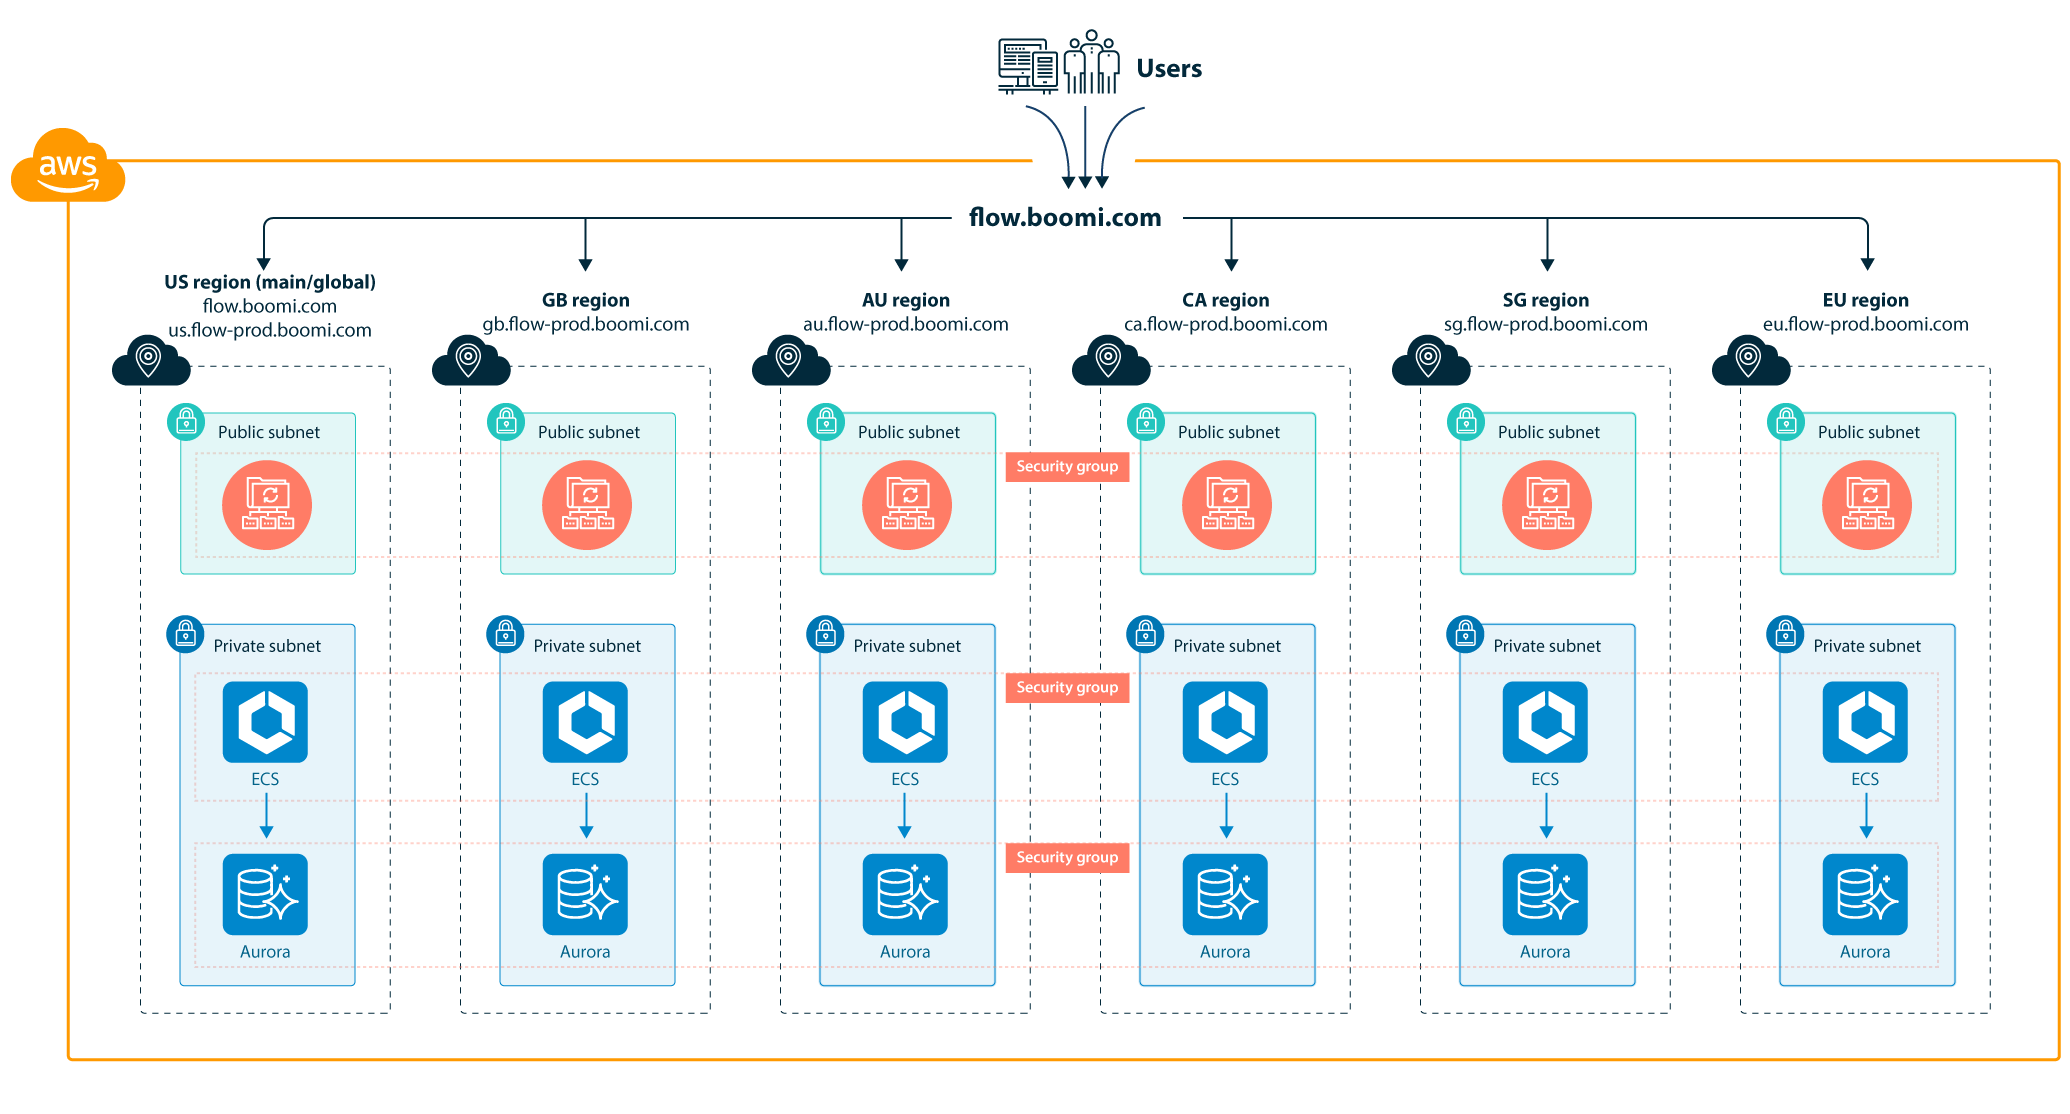 Users
aws
flow.boomi.com
US region (main/global)
flow.boomi.com
us.flow-prod.boomi.com
GB region
gb.flow-prod.boomi.com
AU region
au.flow-prod.boomi.com
CA region
ca.flow-prod.boomi.com
SG region
sg.flow-prod.boomi.com
EU region
eu.flow-prod.boomi.com
Public subnet
Public subnet
Public subnet
Public subnet
Public subnet
Public subnet
Security group
Private subnet
Private subnet
Private subnet
Private subnet
Private subnet
Private subnet
Security group
ECS
ECS
ECS
ECS
ECS
ECS
Security group
Aurora
Aurora
Aurora
Aurora
Aurora
Aurora